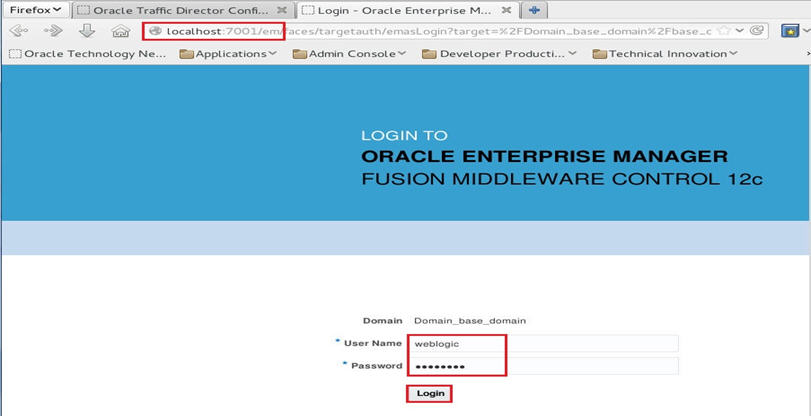 Firefox
Oracle Traffic Director Confi... Login - Oracle Enterprise M...
localhost:7001/em/faces/targetauth/emasLogin?target=%2FDomain_base_domain%2Fbase_c
Oracle Technology Ne... Applications Admin Console Developer Producti... Technical Innovation
LOGIN TO
ORACLE ENTERPRISE MANAGER
FUSION MIDDLEWARE CONTROL 12c
Domain Domain_base_domain
* User Name weblogic
* Password ••••••••
Login